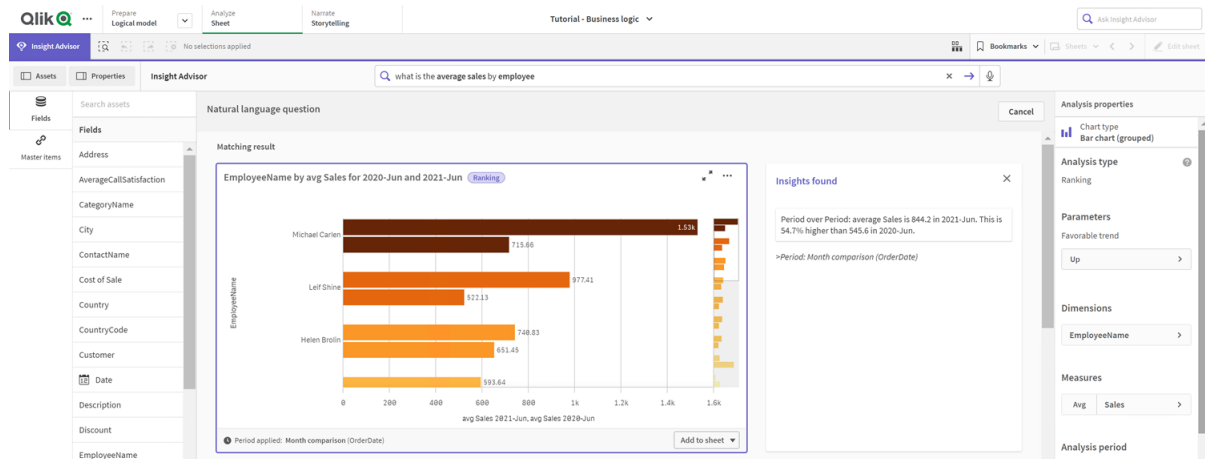 Qlik
Prepare
Logical model
Analyze
Sheet
Narrate
Storytelling
Tutorial - Business logic
Ask Insight Advisor
Insight Advisor
No selections applied
Bookmarks
Sheets
Edit sheet
Assets
Properties
Insight Advisor
what is the average sales by employee
Fields
Master items
Search assets
Fields
Address
AverageCallSatisfaction
CategoryName
City
ContactName
Cost of Sale
Country
CountryCode
Customer
Date
Description
Discount
EmployeeName
Natural language question
Cancel
Matching result
EmployeeName by avg Sales for 2020-Jun and 2021-Jun Ranking
EmployeeName
Michael Carlen
1.53k
715.66
Leif Shine
977.41
522.13
Helen Brolin
740.83
651.45
593.64
0 200 400 600 800 1k 1.2k 1.4k 1.6k
avg Sales 2021-Jun, avg Sales 2020-Jun
Period applied: Month comparison (OrderDate)
Add to sheet
Insights found
Period over Period: average Sales is 844.2 in 2021-Jun. This is
54.7% higher than 545.6 in 2020-Jun.
>Period: Month comparison (OrderDate)
Analysis properties
Chart type
Bar chart (grouped)
Analysis type
Ranking
Parameters
Favorable trend
Up
Dimensions
EmployeeName
Measures
Avg Sales
Analysis period